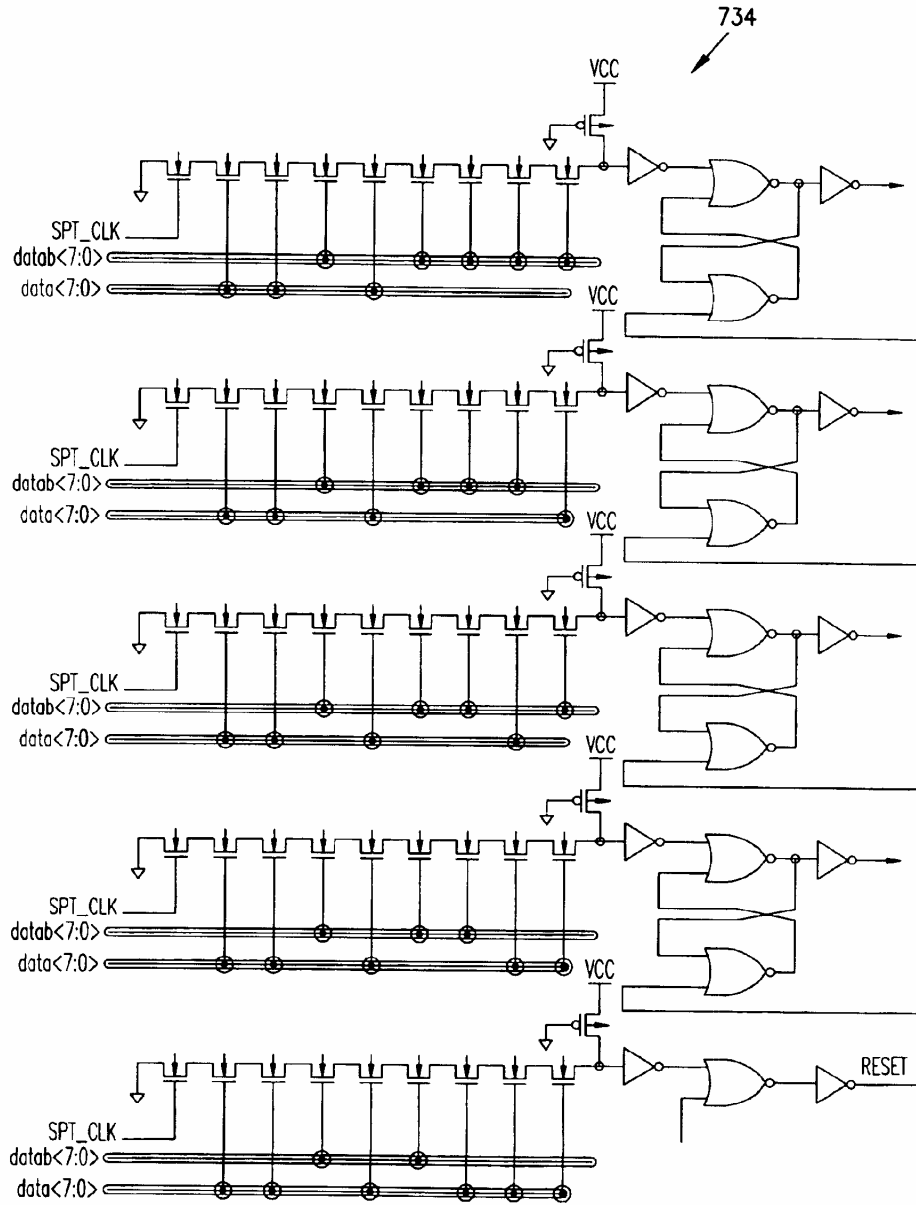 734
VCC
SPT_CLK
datab<7:0>
data<7:0>
VCC
SPT_CLK
datab<7:0>
data<7:0>
VCC
SPT_CLK
datab<7:0>
data<7:0>
VCC
SPT_CLK
datab<7:0>
data<7:0>
VCC
RESET
SPT_CLK
datab<7:0>
data<7:0>